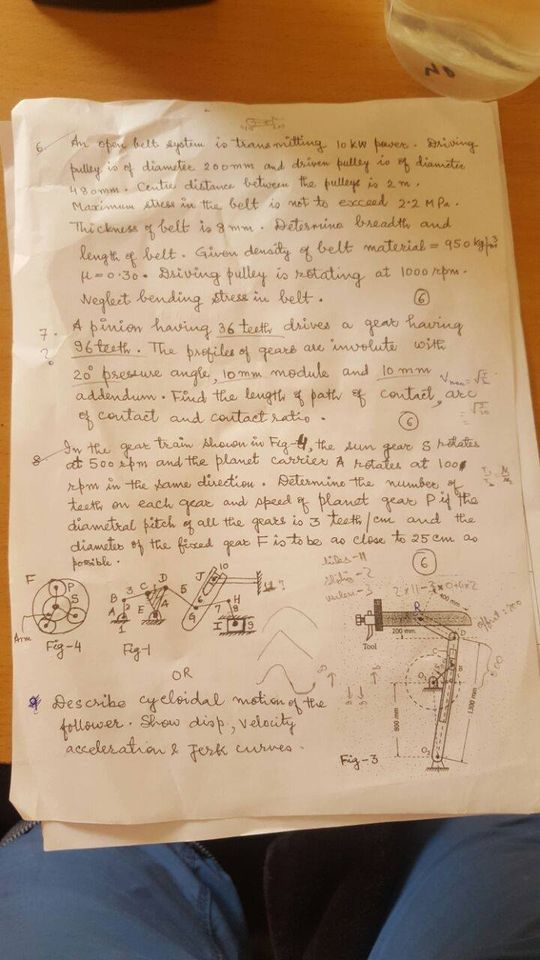 6. An open belt system is transmitting 10 kW power. Driving
pulley is of diameter 200mm and driven pulley is of diameter
480mm. Centre distance between the pulleys is 2 m.
Maximum stress in the belt is not to exceed 2.2 MPa.
Thickness of belt is 8 mm. Determine breadth and
length of belt. Given density of belt material = 950 kg/m³
μ = 0.30. Driving pulley is rotating at 1000 rpm.
Neglect bending stress in belt.
6
7. A pinion having 36 teeth drives a gear having
?
96 teeth. The profiles of gears are involute with
20° pressure angle, 10 mm module and 10 mm
addendum. Find the length of path of contact, arc
of contact and contact ratio.
6
8 In the gear train shown in Fig-4, the sun gear S rotates
at 500 rpm and the planet carrier A rotates at 100
rpm in the same direction. Determine the number of
teeth on each gear and speed of planet gear P if the
diametral pitch of all the gears is 3 teeth/cm and the
diameter of the fixed gear F is to be as close to 25 cm as
possible.
6
F P S
Arm
Fig-4
B 3 C D
A 2 E 4
1
5
J 10
6
G
7 H
8
I 9
11?
Fig-1
R
Tool
200 mm
D
800 mm
1300 mm
Fig-3
OR
Describe cycloidal motion of the
follower. Show disp, velocity
acceleration & Jerk curves.